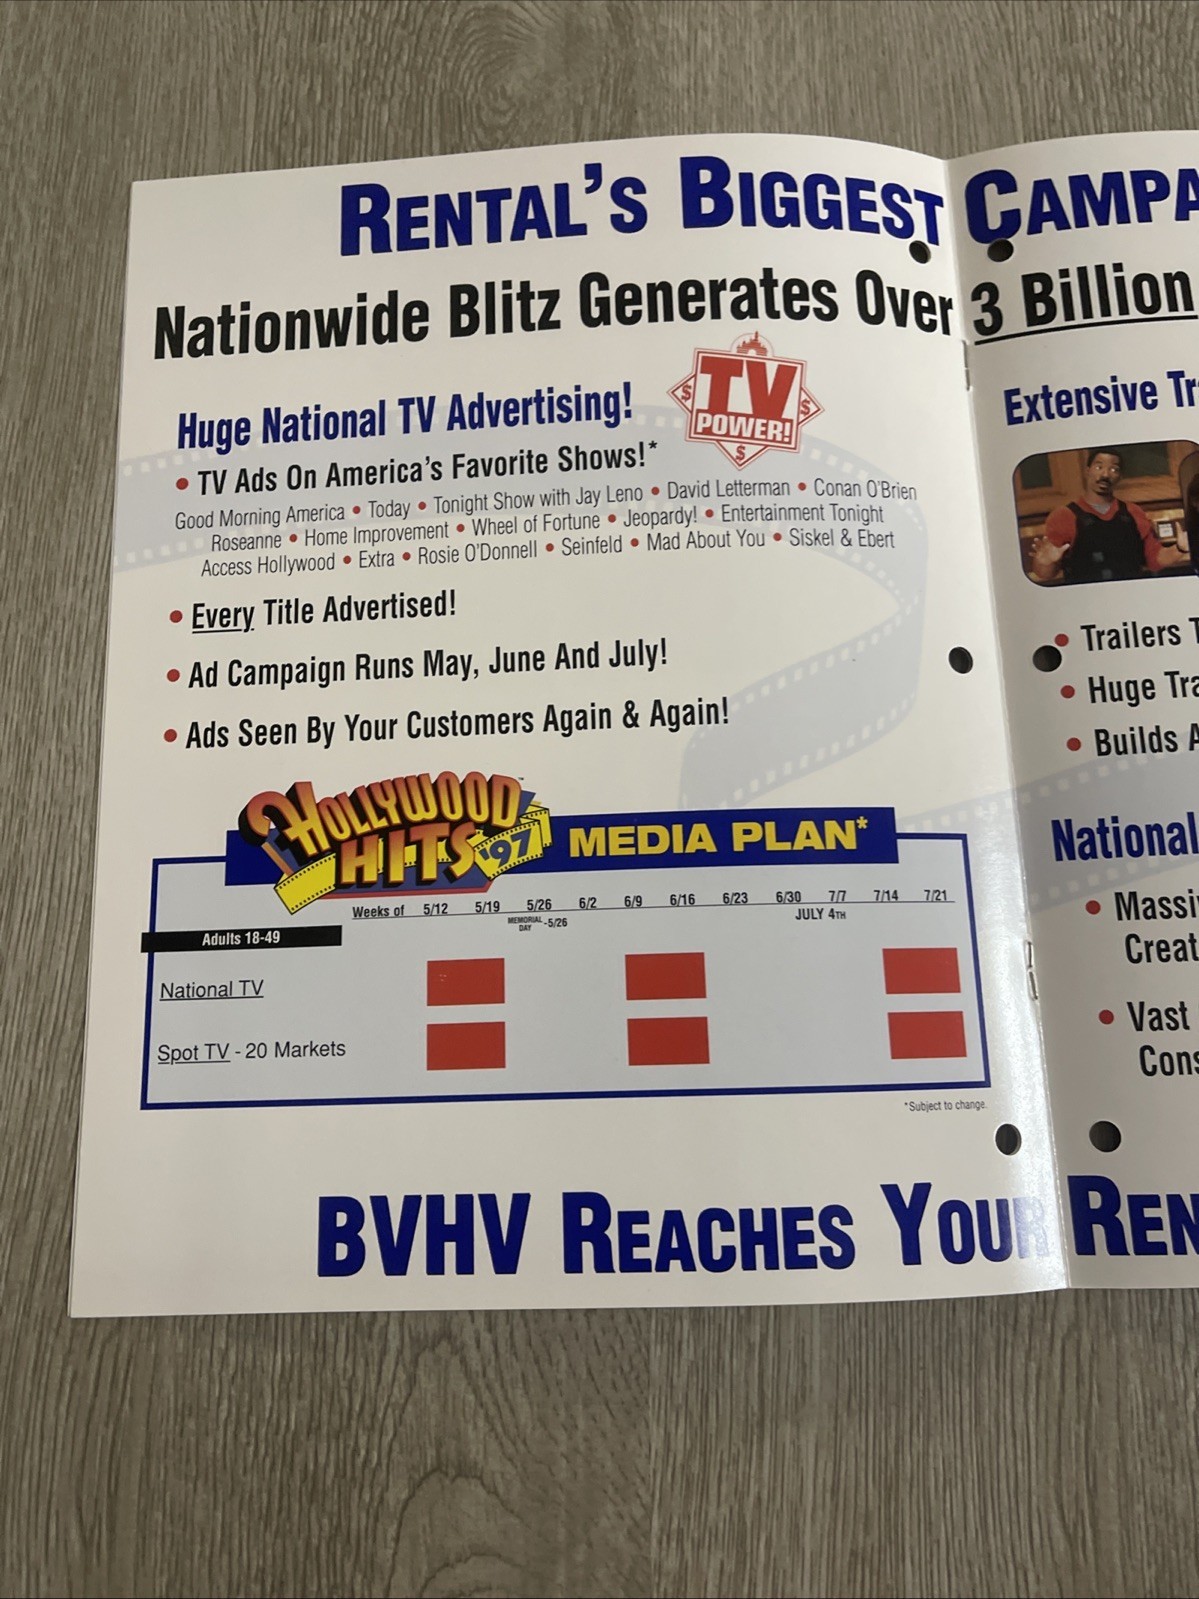 RENTAL'S BIGGEST CAMPA
Nationwide Blitz Generates Over 3 Billion
Huge National TV Advertising!
TV
POWER!
$ $ $
• TV Ads On America's Favorite Shows!*
Good Morning America • Today • Tonight Show with Jay Leno • David Letterman • Conan O'Brien
Roseanne • Home Improvement • Wheel of Fortune • Jeopardy! • Entertainment Tonight
Access Hollywood • Extra • Rosie O'Donnell • Seinfeld • Mad About You • Siskel & Ebert
• Every Title Advertised!
• Ad Campaign Runs May, June And July!
• Ads Seen By Your Customers Again & Again!
HOLLYWOOD™
HITS '97
MEDIA PLAN*
Weeks of 5/12 5/19 5/26 6/2 6/9 6/16 6/23 6/30 7/7 7/14 7/21
MEMORIAL DAY -5/26
JULY 4TH
Adults 18-49
National TV
Spot TV - 20 Markets
*Subject to change.
Extensive Tr
• Trailers T
• Huge Tra
• Builds A
National
• Massi
Creat
• Vast
Cons
BVHV REACHES YOUR REN